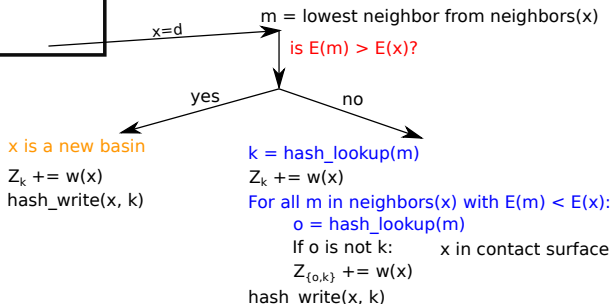 m = lowest neighbor from neighbors(x)
x=d
is E(m) > E(x)?
yes
no
x is a new basin
Z_k += w(x)
hash_write(x, k)
k = hash_lookup(m)
Z_k += w(x)
For all m in neighbors(x) with E(m) < E(x):
o = hash_lookup(m)
If o is not k: x in contact surface
Z_{o,k} += w(x)
hash_write(x, k)